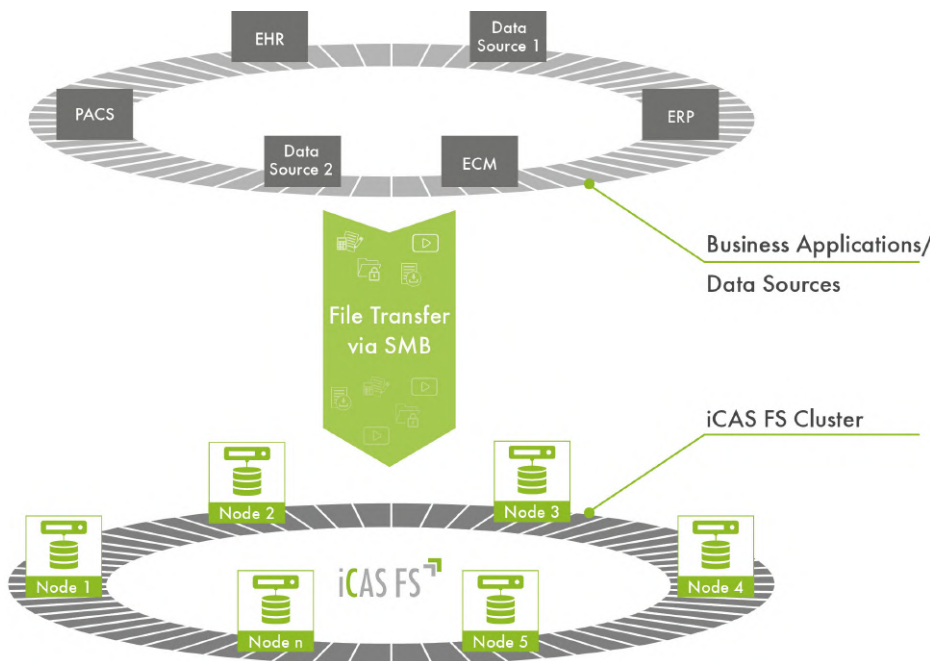 EHR
Data
Source 1
PACS
ERP
Data
Source 2
ECM
Business Applications/
Data Sources
File Transfer
via SMB
iCAS FS Cluster
Node 2
Node 3
Node 1
Node 4
iCAS FS
Node n
Node 5